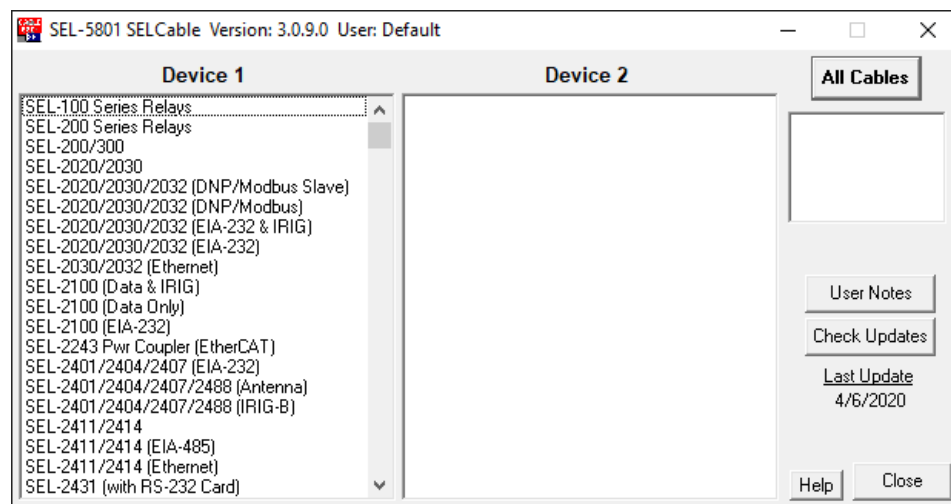 SEL-5801 SELCable Version: 3.0.9.0 User: Default
Device 1
SEL-100 Series Relays
SEL-200 Series Relays
SEL-200/300
SEL-2020/2030
SEL-2020/2030/2032 (DNP/Modbus Slave)
SEL-2020/2030/2032 (DNP/Modbus)
SEL-2020/2030/2032 (EIA-232 & IRIG)
SEL-2020/2030/2032 (EIA-232)
SEL-2030/2032 (Ethernet)
SEL-2100 (Data & IRIG)
SEL-2100 (Data Only)
SEL-2100 (EIA-232)
SEL-2243 Pwr Coupler (EtherCAT)
SEL-2401/2404/2407 (EIA-232)
SEL-2401/2404/2407/2488 (Antenna)
SEL-2401/2404/2407/2488 (IRIG-B)
SEL-2411/2414
SEL-2411/2414 (EIA-485)
SEL-2411/2414 (Ethernet)
SEL-2431 (with RS-232 Card)
Device 2
All Cables
User Notes
Check Updates
Last Update
4/6/2020
Help
Close